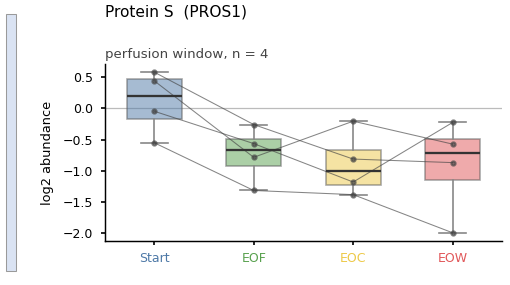 Protein S  (PROS1)
perfusion window, n = 4
log2 abundance
0.5
0.0
−0.5
−1.0
−1.5
−2.0
Start
EOF
EOC
EOW